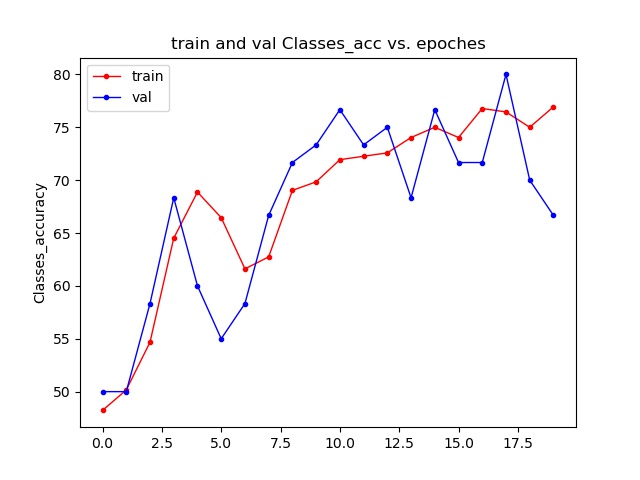 train and val Classes_acc vs. epoches
train
val
Classes_accuracy
80
75
70
65
60
55
50
0.0 2.5 5.0 7.5 10.0 12.5 15.0 17.5